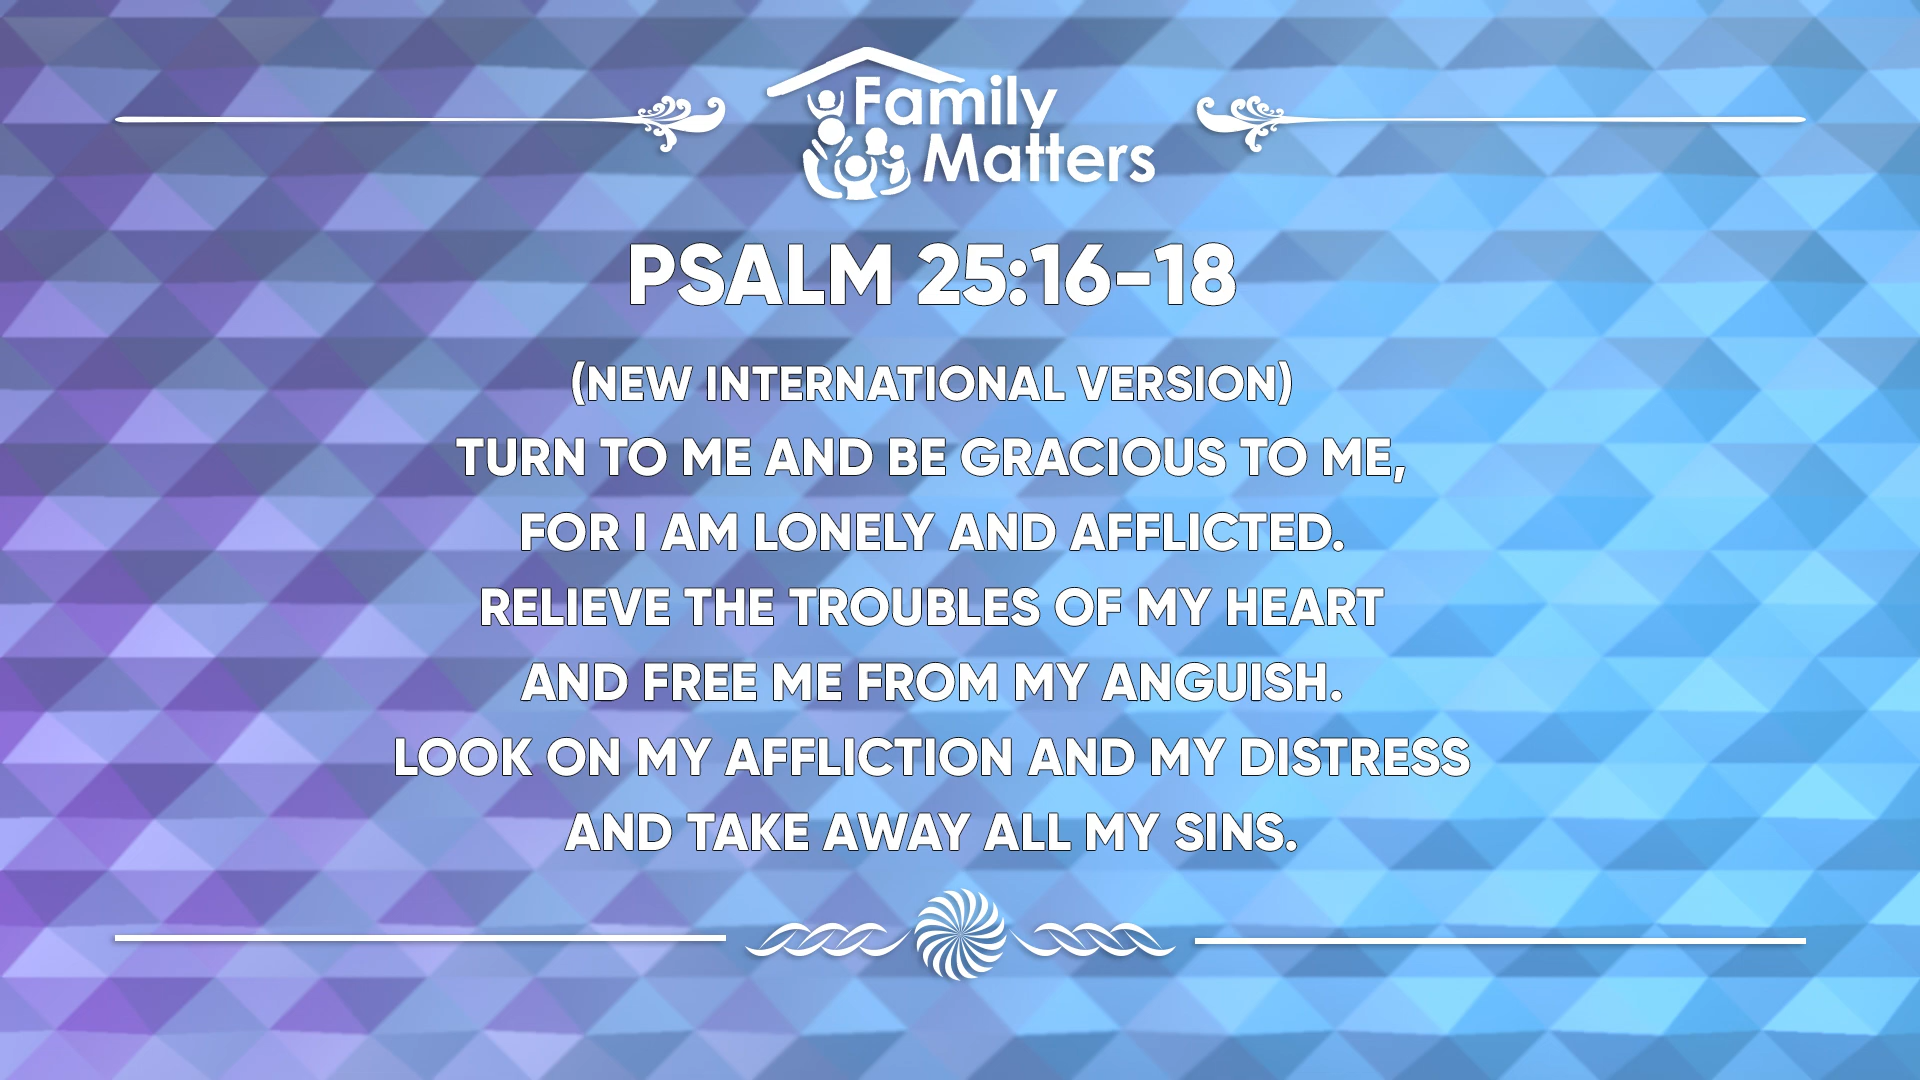 Family
Matters
PSALM 25:16-18
(NEW INTERNATIONAL VERSION)
TURN TO ME AND BE GRACIOUS TO ME,
FOR I AM LONELY AND AFFLICTED.
RELIEVE THE TROUBLES OF MY HEART
AND FREE ME FROM MY ANGUISH.
LOOK ON MY AFFLICTION AND MY DISTRESS
AND TAKE AWAY ALL MY SINS.